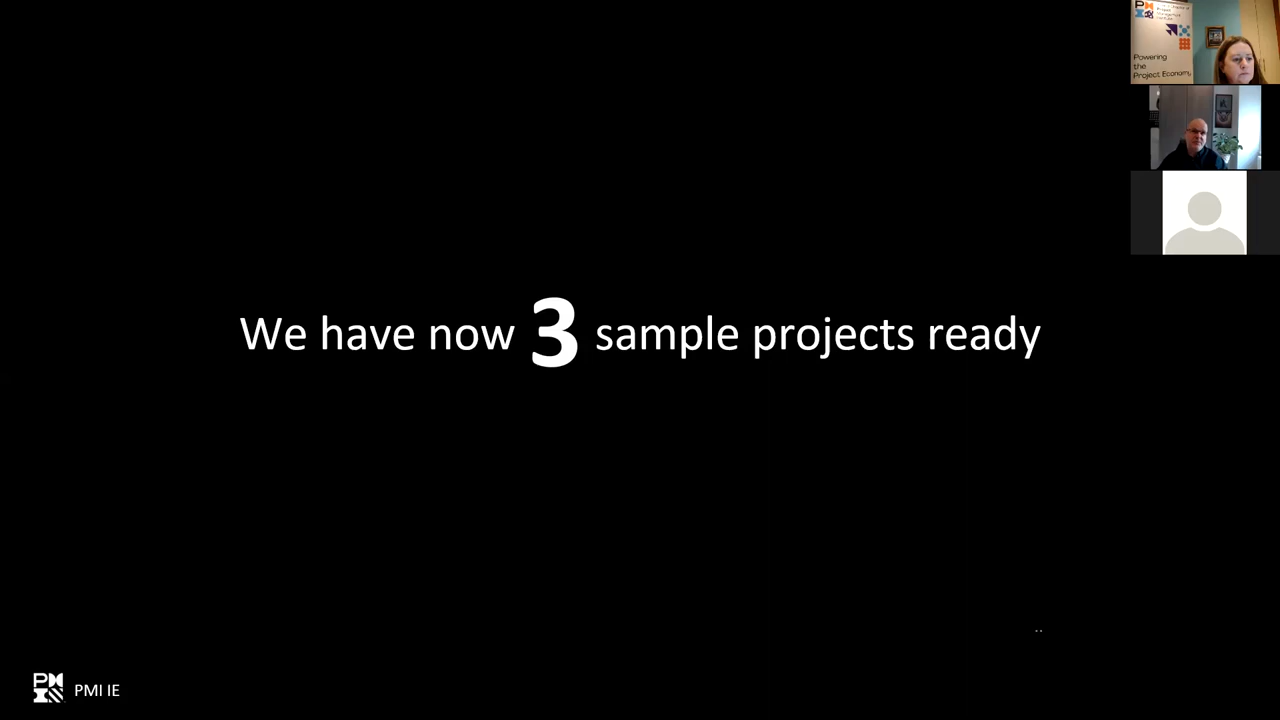 We have now 3 sample projects ready
Powering
the
Project Economy
PMI IE